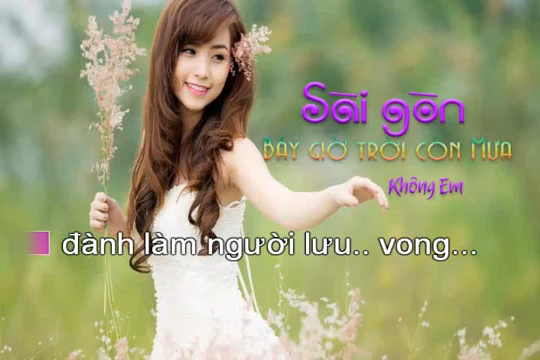 Sài gòn
BÂY GIỜ TRỜI CÒN MƯA
Không Em
đành làm người lưu.. vong...